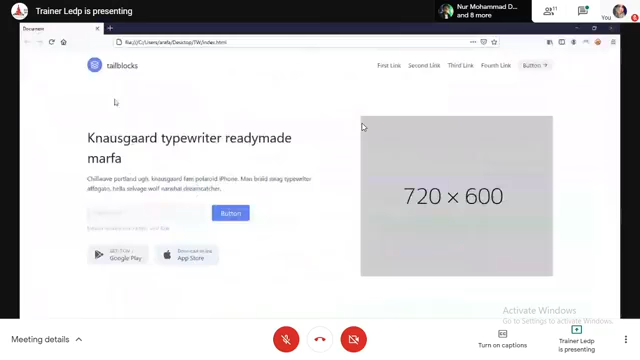 Trainer Ledp is presenting
Nur Mohammad D...
and 8 more
11
You
Document
file:///C:/Users/arefa/Desktop/TW/index.html
tailblocks
First Link Second Link Third Link Fourth Link Button
Knausgaard typewriter readymade
marfa
Chillwave portland ugh, knausgaard fam polaroid iPhone. Man braid swag typewriter
affogato, hella selvage wolf narwhal dreamcatcher.
Button
GET IT ON
Google Play
Download on the
App Store
720 × 600
Activate Windows
Go to Settings to activate Windows.
Meeting details
Turn on captions
Trainer Ledp
is presenting